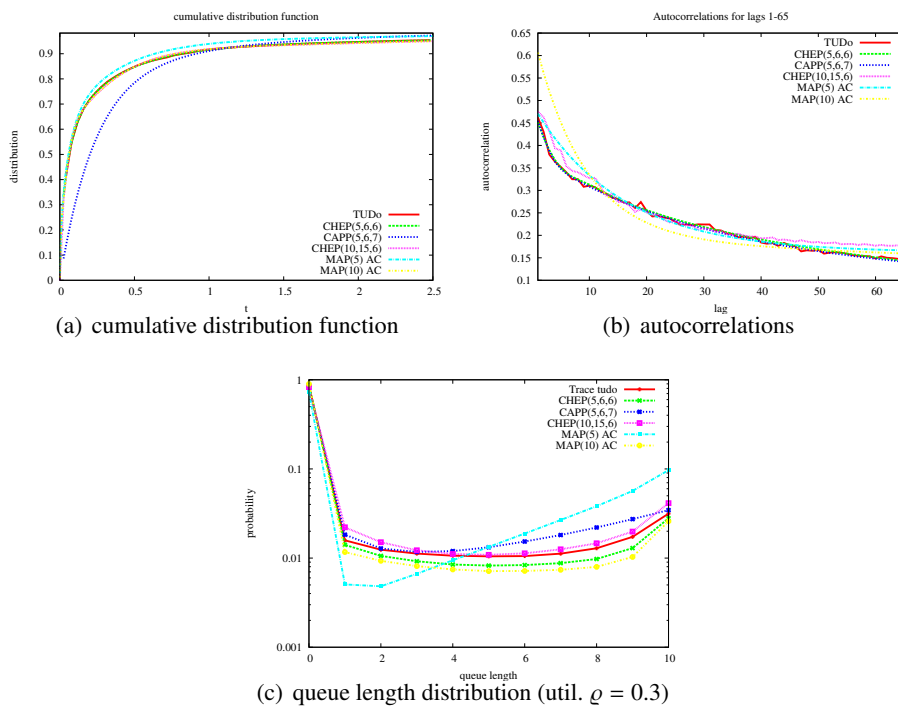 cumulative distribution function
0
0.1
0.2
0.3
0.4
0.5
0.6
0.7
0.8
0.9
0
0.5
1
1.5
2
2.5
distribution
t
TUDo
CHEP(5,6,6)
CAPP(5,6,7)
CHEP(10,15,6)
MAP(5) AC
MAP(10) AC
(a) cumulative distribution function
Autocorrelations for lags 1-65
0.1
0.15
0.2
0.25
0.3
0.35
0.4
0.45
0.5
0.55
0.6
0.65
10
20
30
40
50
60
autocorrelation
lag
TUDo
CHEP(5,6,6)
CAPP(5,6,7)
CHEP(10,15,6)
MAP(5) AC
MAP(10) AC
(b) autocorrelations
0.001
0.01
0.1
1
0
2
4
6
8
10
probability
queue length
Trace tudo
CHEP(5,6,6)
CAPP(5,6,7)
CHEP(10,15,6)
MAP(5) AC
MAP(10) AC
(c) queue length distribution (util. ϱ = 0.3)